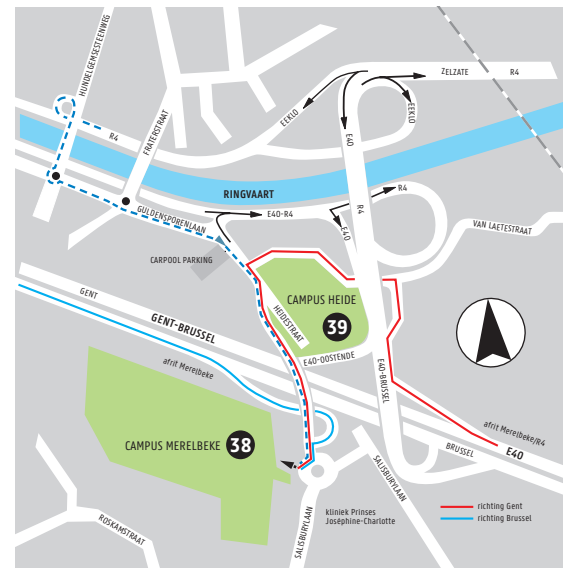 HUNDELGEMSESTEENWEG
FRATERSTRAAT
R4
EEKLO
ZELZATE
R4
EEKLO
E40
RINGVAART
GULDENSPORENLAAN
E40-R4
R4
R4
E40
VAN LAETESTRAAT
CARPOOL PARKING
GENT
GENT-BRUSSEL
CAMPUS HEIDE
39
HEIDESTRAAT
E40-OOSTENDE
E40-BRUSSEL
afrit Merelbeke
CAMPUS MERELBEKE
38
afrit Merelbeke/R4
BRUSSEL
E40
SALISBURYLAAN
ROSKAMSTRAAT
SALISBURYLAAN
kliniek Prinses
Joséphine-Charlotte
richting Gent
richting Brussel